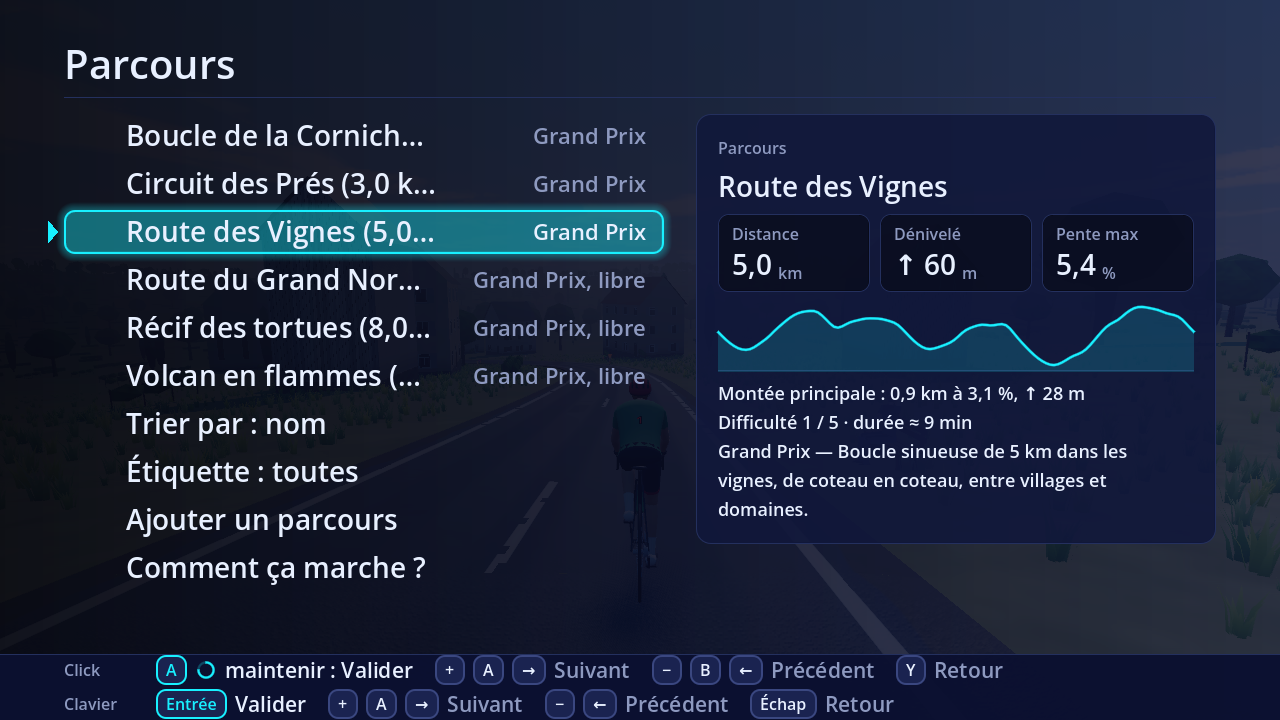 Parcours
Boucle de la Cornich... Grand Prix
Circuit des Prés (3,0 k... Grand Prix
Route des Vignes (5,0... Grand Prix
Route du Grand Nor... Grand Prix, libre
Récif des tortues (8,0... Grand Prix, libre
Volcan en flammes (... Grand Prix, libre
Trier par : nom
Étiquette : toutes
Ajouter un parcours
Comment ça marche ?
Parcours
Route des Vignes
Distance Dénivelé Pente max
5,0 km ↑ 60 m 5,4 %
Montée principale : 0,9 km à 3,1 %, ↑ 28 m
Difficulté 1 / 5 · durée ≈ 9 min
Grand Prix — Boucle sinueuse de 5 km dans les
vignes, de coteau en coteau, entre villages et
domaines.
Click A maintenir : Valider + A → Suivant − B ← Précédent Y Retour
Clavier Entrée Valider + A → Suivant − ← Précédent Échap Retour